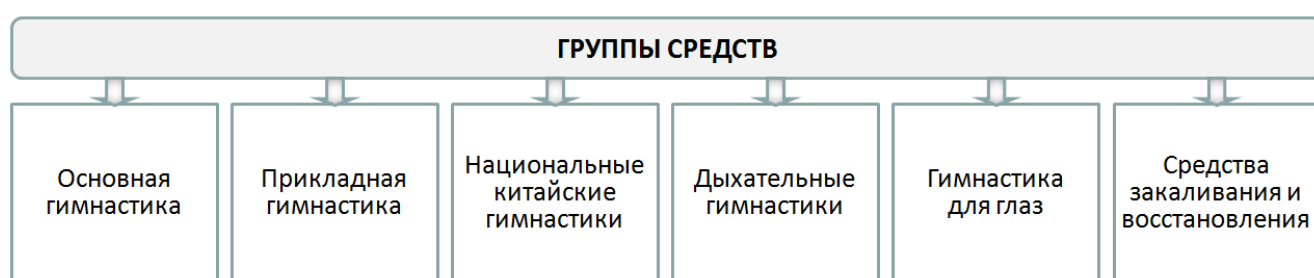 ГРУППЫ СРЕДСТВ
Основная
гимнастика
Прикладная
гимнастика
Национальные
китайские
гимнастики
Дыхательные
гимнастики
Гимнастика
для глаз
Средства
закаливания и
восстановления